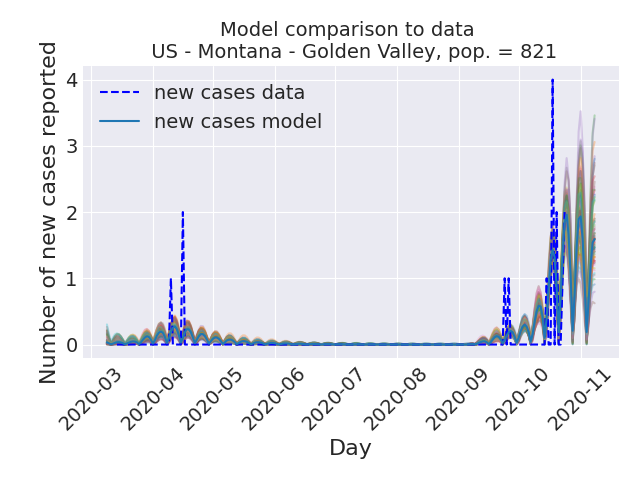 Model comparison to data
US - Montana - Golden Valley, pop. = 821
Number of new cases reported
4
3
2
1
0
new cases data
new cases model
2020-03
2020-04
2020-05
2020-06
2020-07
2020-08
2020-09
2020-10
2020-11
Day